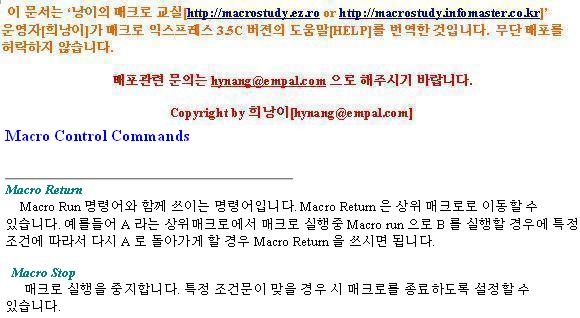 이 문서는 ‘낭이의 매크로 교실[http://macrostudy.ez.ro or http://macrostudy.infomaster.co.kr]’
운영자[희낭이]가 매크로 익스프레스 3.5C 버젼의 도움말[HELP]를 번역한 것입니다. 무단 배포를
허락하지 않습니다.
배포관련 문의는 hynang@empal.com 으로 해주시기 바랍니다.
Copyright by 희낭이[hynang@empal.com]
Macro Control Commands
Macro Return
Macro Run 명령어와 함께 쓰이는 명령어입니다. Macro Return 은 상위 매크로로 이동할 수
있습니다. 예를들어 A 라는 상위매크로에서 매크로 실행중 Macro run 으로 B 를 실행할 경우에 특정
조건에 따라서 다시 A 로 돌아가게 할 경우 Macro Return 을 쓰시면 됩니다.
Macro Stop
매크로 실행을 중지합니다. 특정 조건문이 맞을 경우 시 매크로를 종료하도록 설정할 수
있습니다.